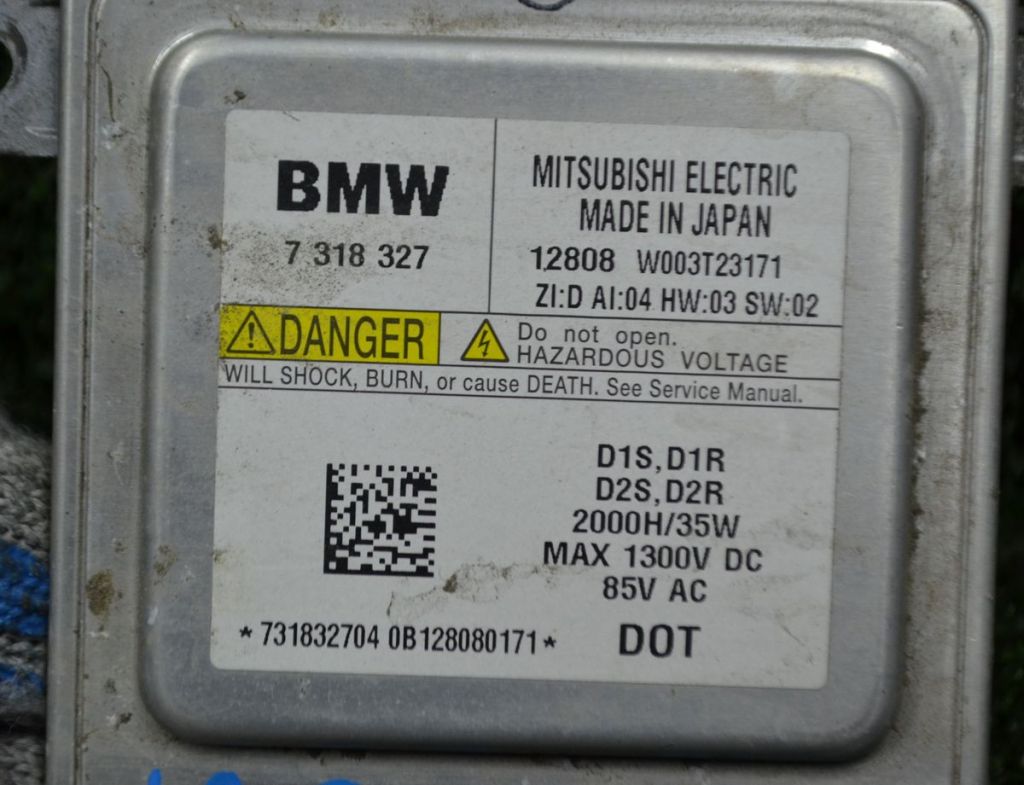 BMW
7 318 327
MITSUBISHI ELECTRIC
MADE IN JAPAN
12808 W003T23171
ZI:D AI:04 HW:03 SW:02
DANGER
Do not open.
HAZARDOUS VOLTAGE
WILL SHOCK, BURN, or cause DEATH. See Service Manual.
D1S,D1R
D2S,D2R
2000H/35W
MAX 1300V DC
85V AC
*731832704 0B128080171*
DOT